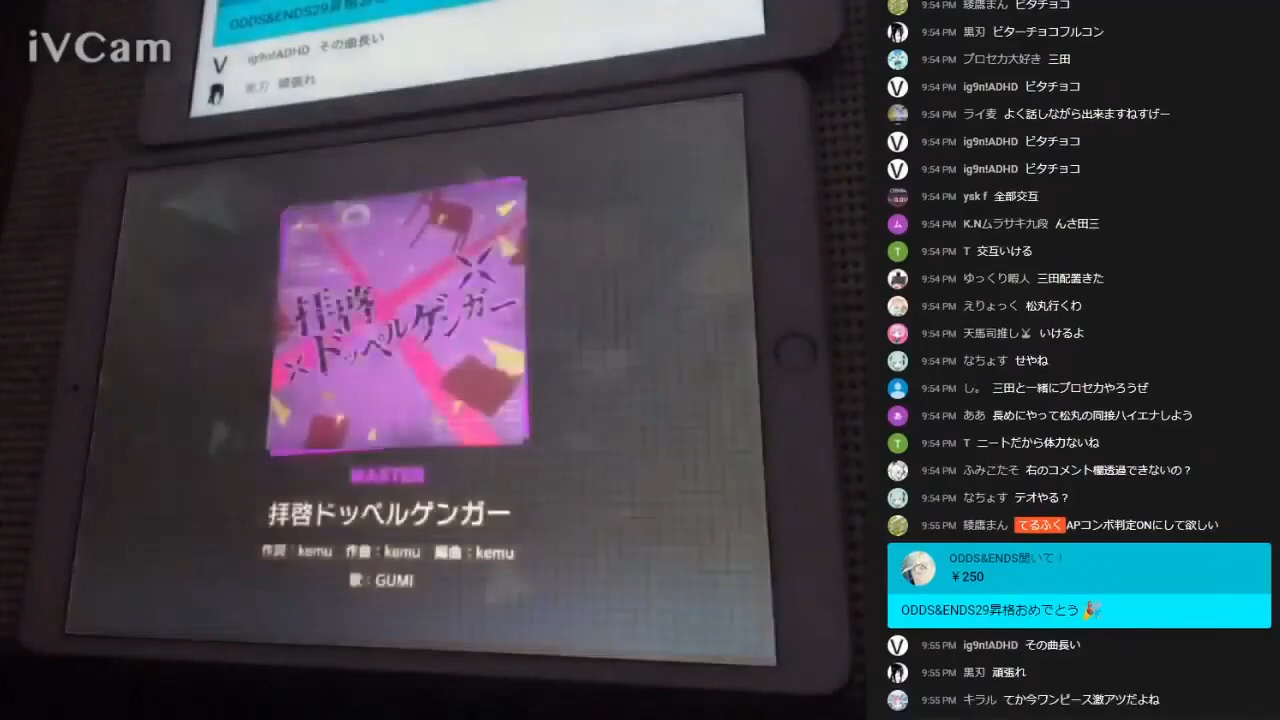 iVCam
ODDS&ENDS29昇格おめ
ig9n!ADHD その曲長い
黒刃 頑張れ
拝啓
ドッペルゲンガー
MASTER
拝啓ドッペルゲンガー
作詞：kemu 作曲：kemu 編曲：kemu
歌：GUMI
9:54 PM 綾鷹まん ビタチョコ
9:54 PM 黒刃 ビターチョコフルコン
9:54 PM プロセカ大好き 三田
9:54 PM ig9n!ADHD ビタチョコ
9:54 PM ライ麦 よく話しながら出来ますねすげー
9:54 PM ig9n!ADHD ビタチョコ
9:54 PM ig9n!ADHD ビタチョコ
9:54 PM ysk f 全部交互
9:54 PM K.Nムラサキ九段 んさ田三
9:54 PM T 交互いける
9:54 PM ゆっくり暇人 三田配置きた
9:54 PM えりょっく 松丸行くわ
9:54 PM 天馬司推し いけるよ
9:54 PM なちょす せやね
9:54 PM し。 三田と一緒にプロセカやろうぜ
9:54 PM ああ 長めにやって松丸の同接ハイエナしよう
9:54 PM T ニートだから体力ないね
9:54 PM ふみこたそ 右のコメント欄透過できないの？
9:54 PM なちょす テオやる？
9:55 PM 綾鷹まん てるふく APコンボ判定ONにして欲しい
ODDS&ENDS聞いて！
￥250
ODDS&ENDS29昇格おめでとう 🎉
9:55 PM ig9n!ADHD その曲長い
9:55 PM 黒刃 頑張れ
9:55 PM キラル てか今ワンピース激アツだよね